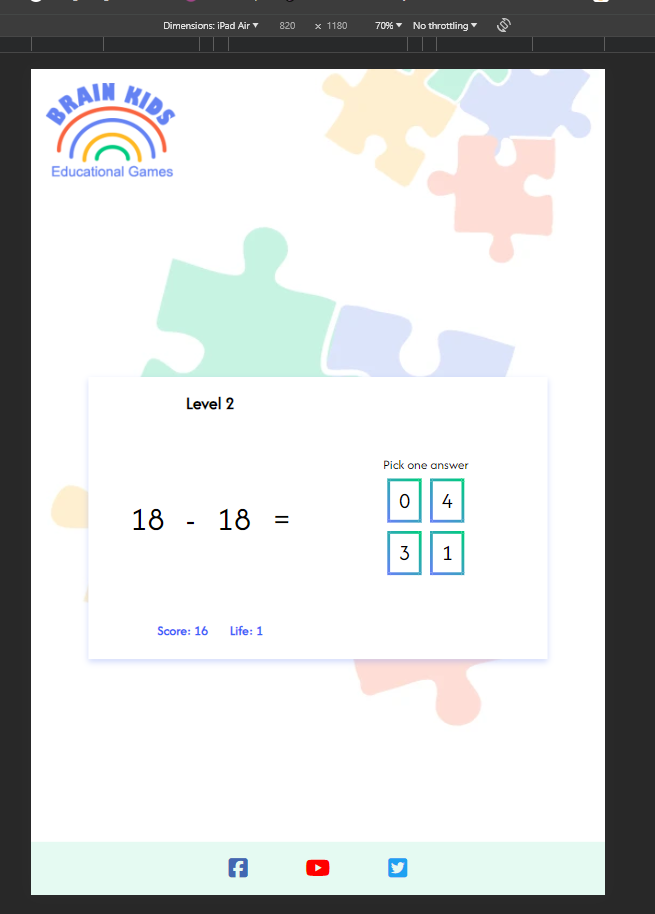 Dimensions: iPad Air 820 x 1180 70% No throttling
BRAIN KIDS
Educational Games
Level 2
Pick one answer
0 4
18 - 18 =
3 1
Score: 16 Life: 1